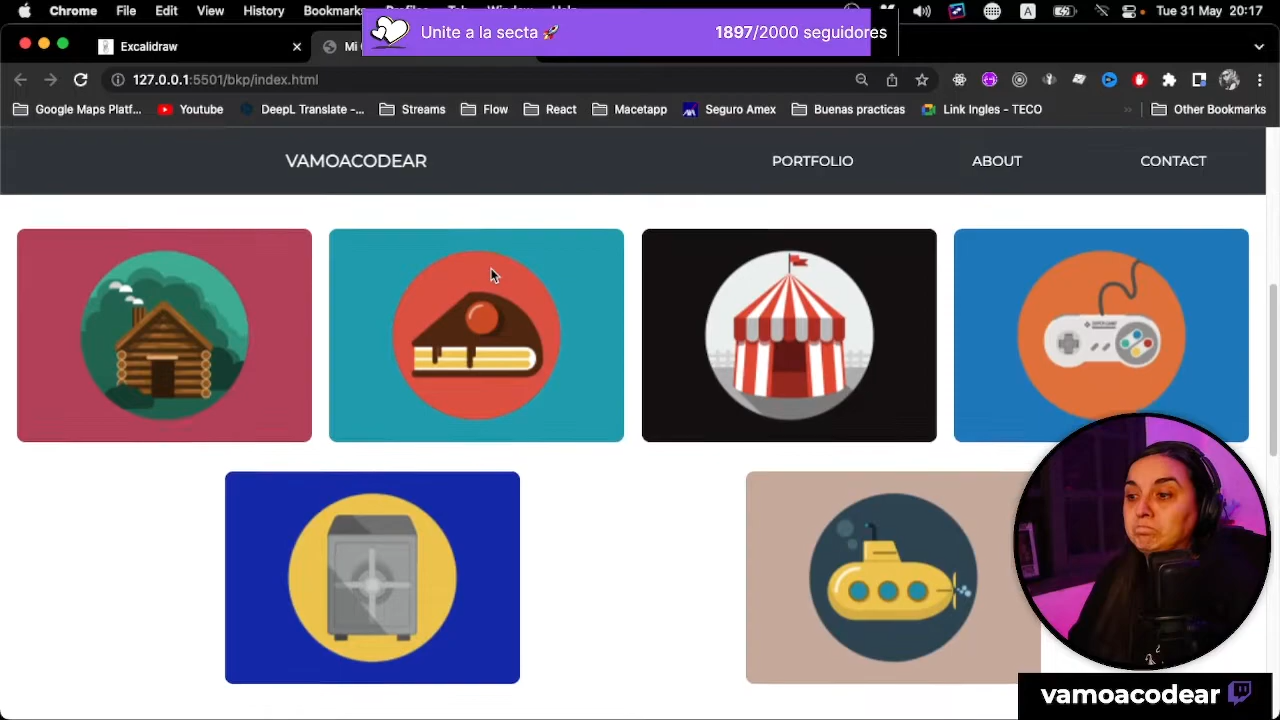 Chrome File Edit View History Bookmarks Tue 31 May 20:17
Unite a la secta 🚀 1897/2000 seguidores
Excalidraw
127.0.0.1:5501/bkp/index.html
Google Maps Platf... Youtube DeepL Translate -... Streams Flow React Macetapp Seguro Amex Buenas practicas Link Ingles - TECO » Other Bookmarks
VAMOACODEAR PORTFOLIO ABOUT CONTACT
vamoacodear